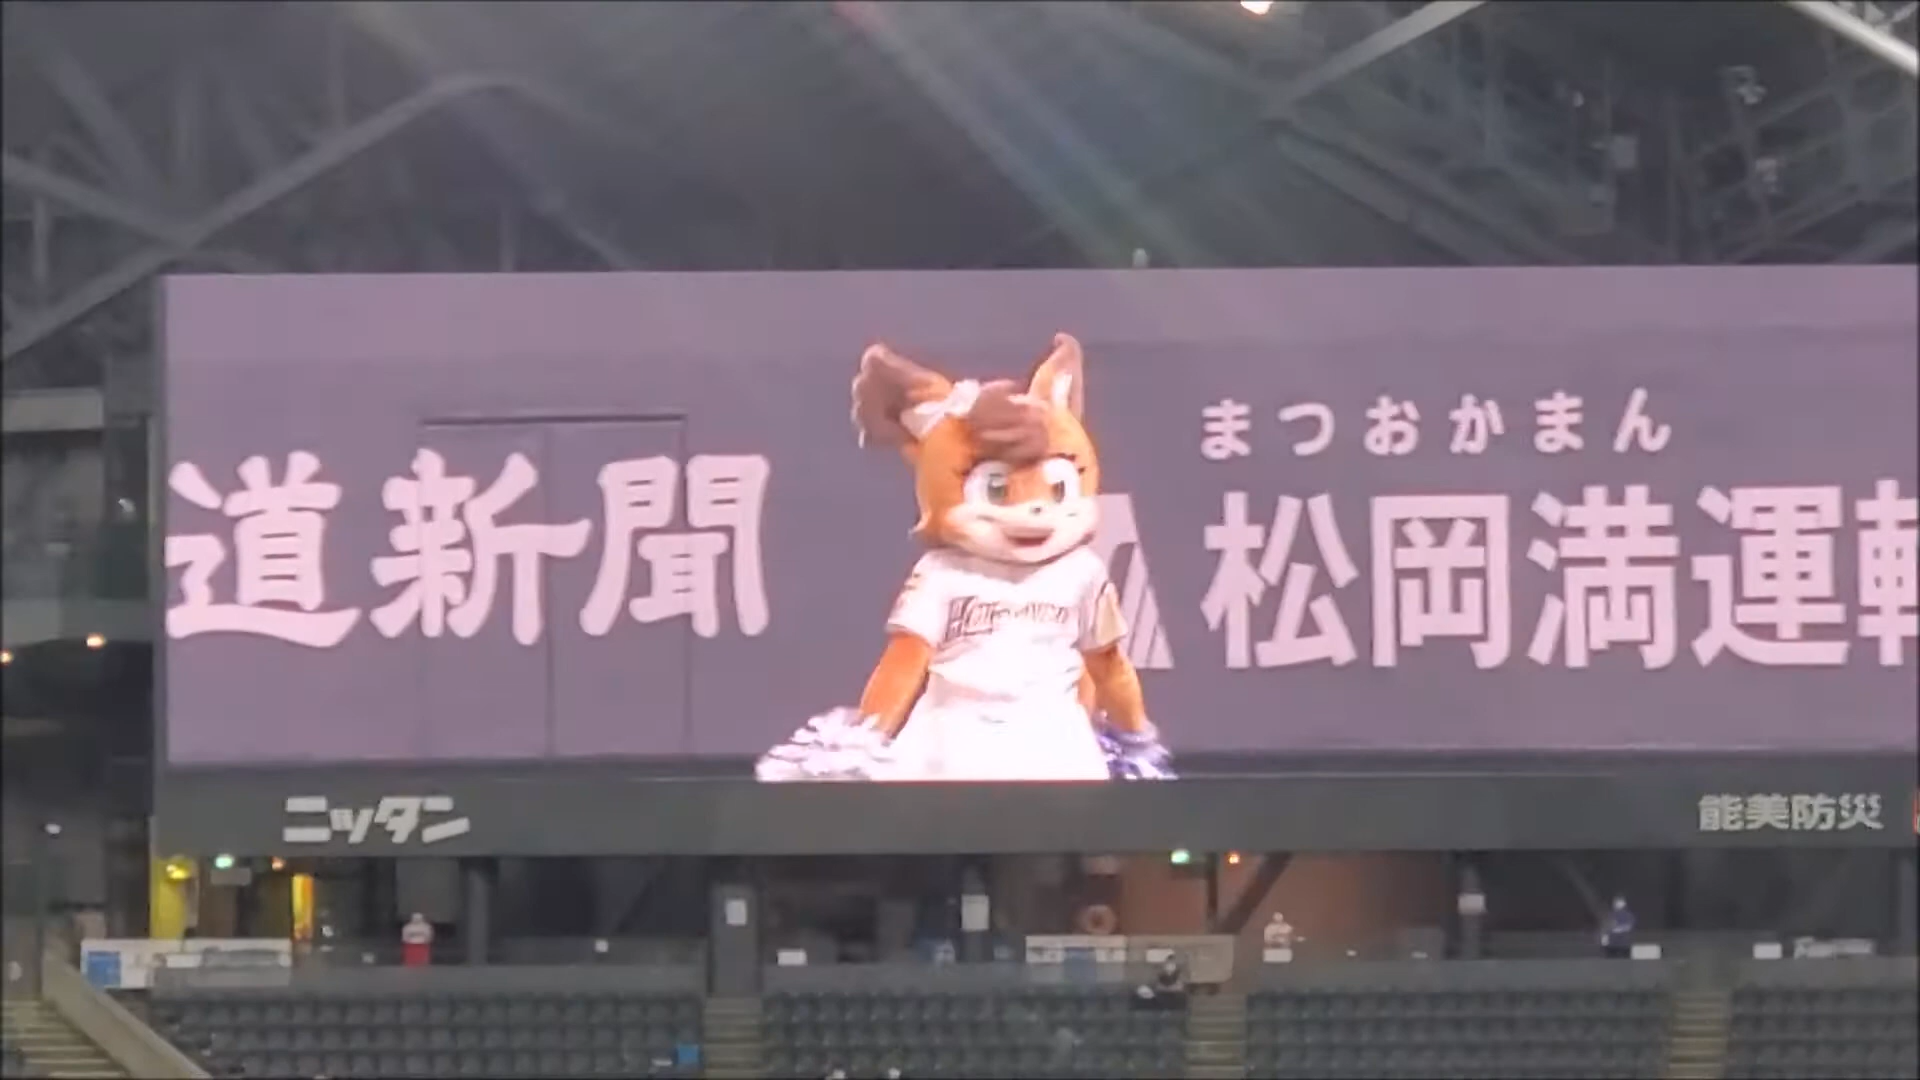 道新聞
まつおかまん
松岡満運転
ニッタン
能美防災